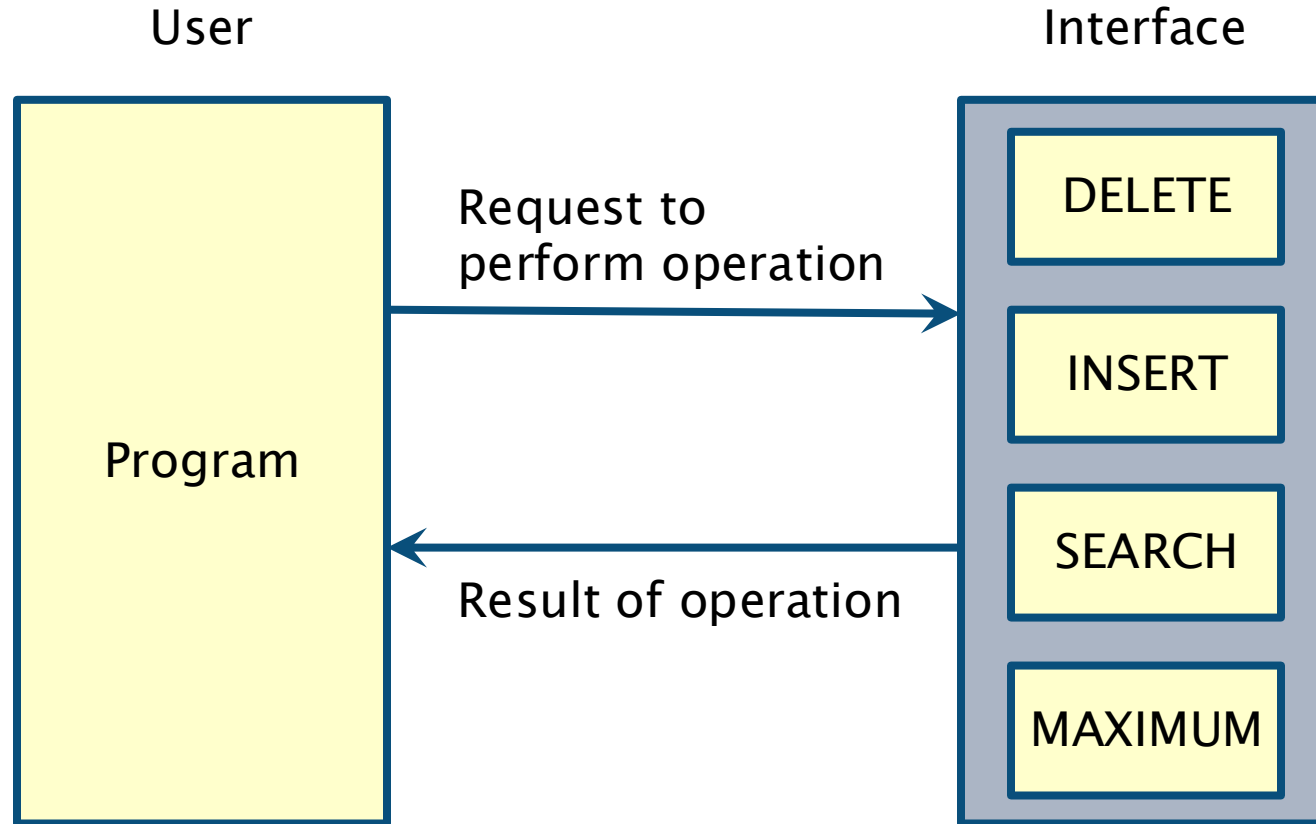 User
Interface
Program
Request to
perform operation
Result of operation
DELETE
INSERT
SEARCH
MAXIMUM